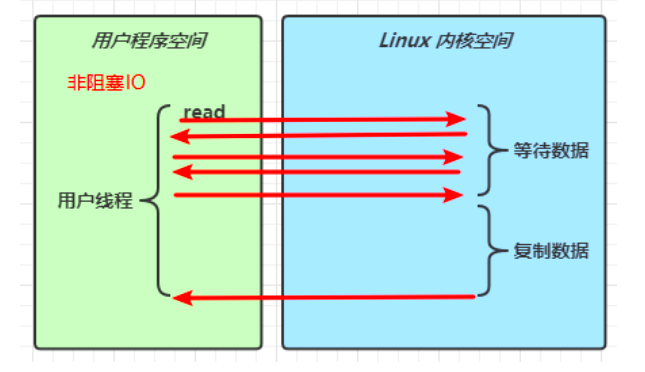 用户程序空间
Linux 内核空间
非阻塞IO
read
等待数据
用户线程
复制数据